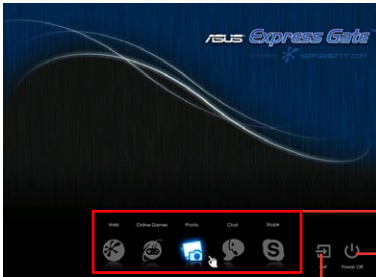 ASUS Express Gate
SPLASHTOP
Web Online Games Photo Chat Skype
Power Off